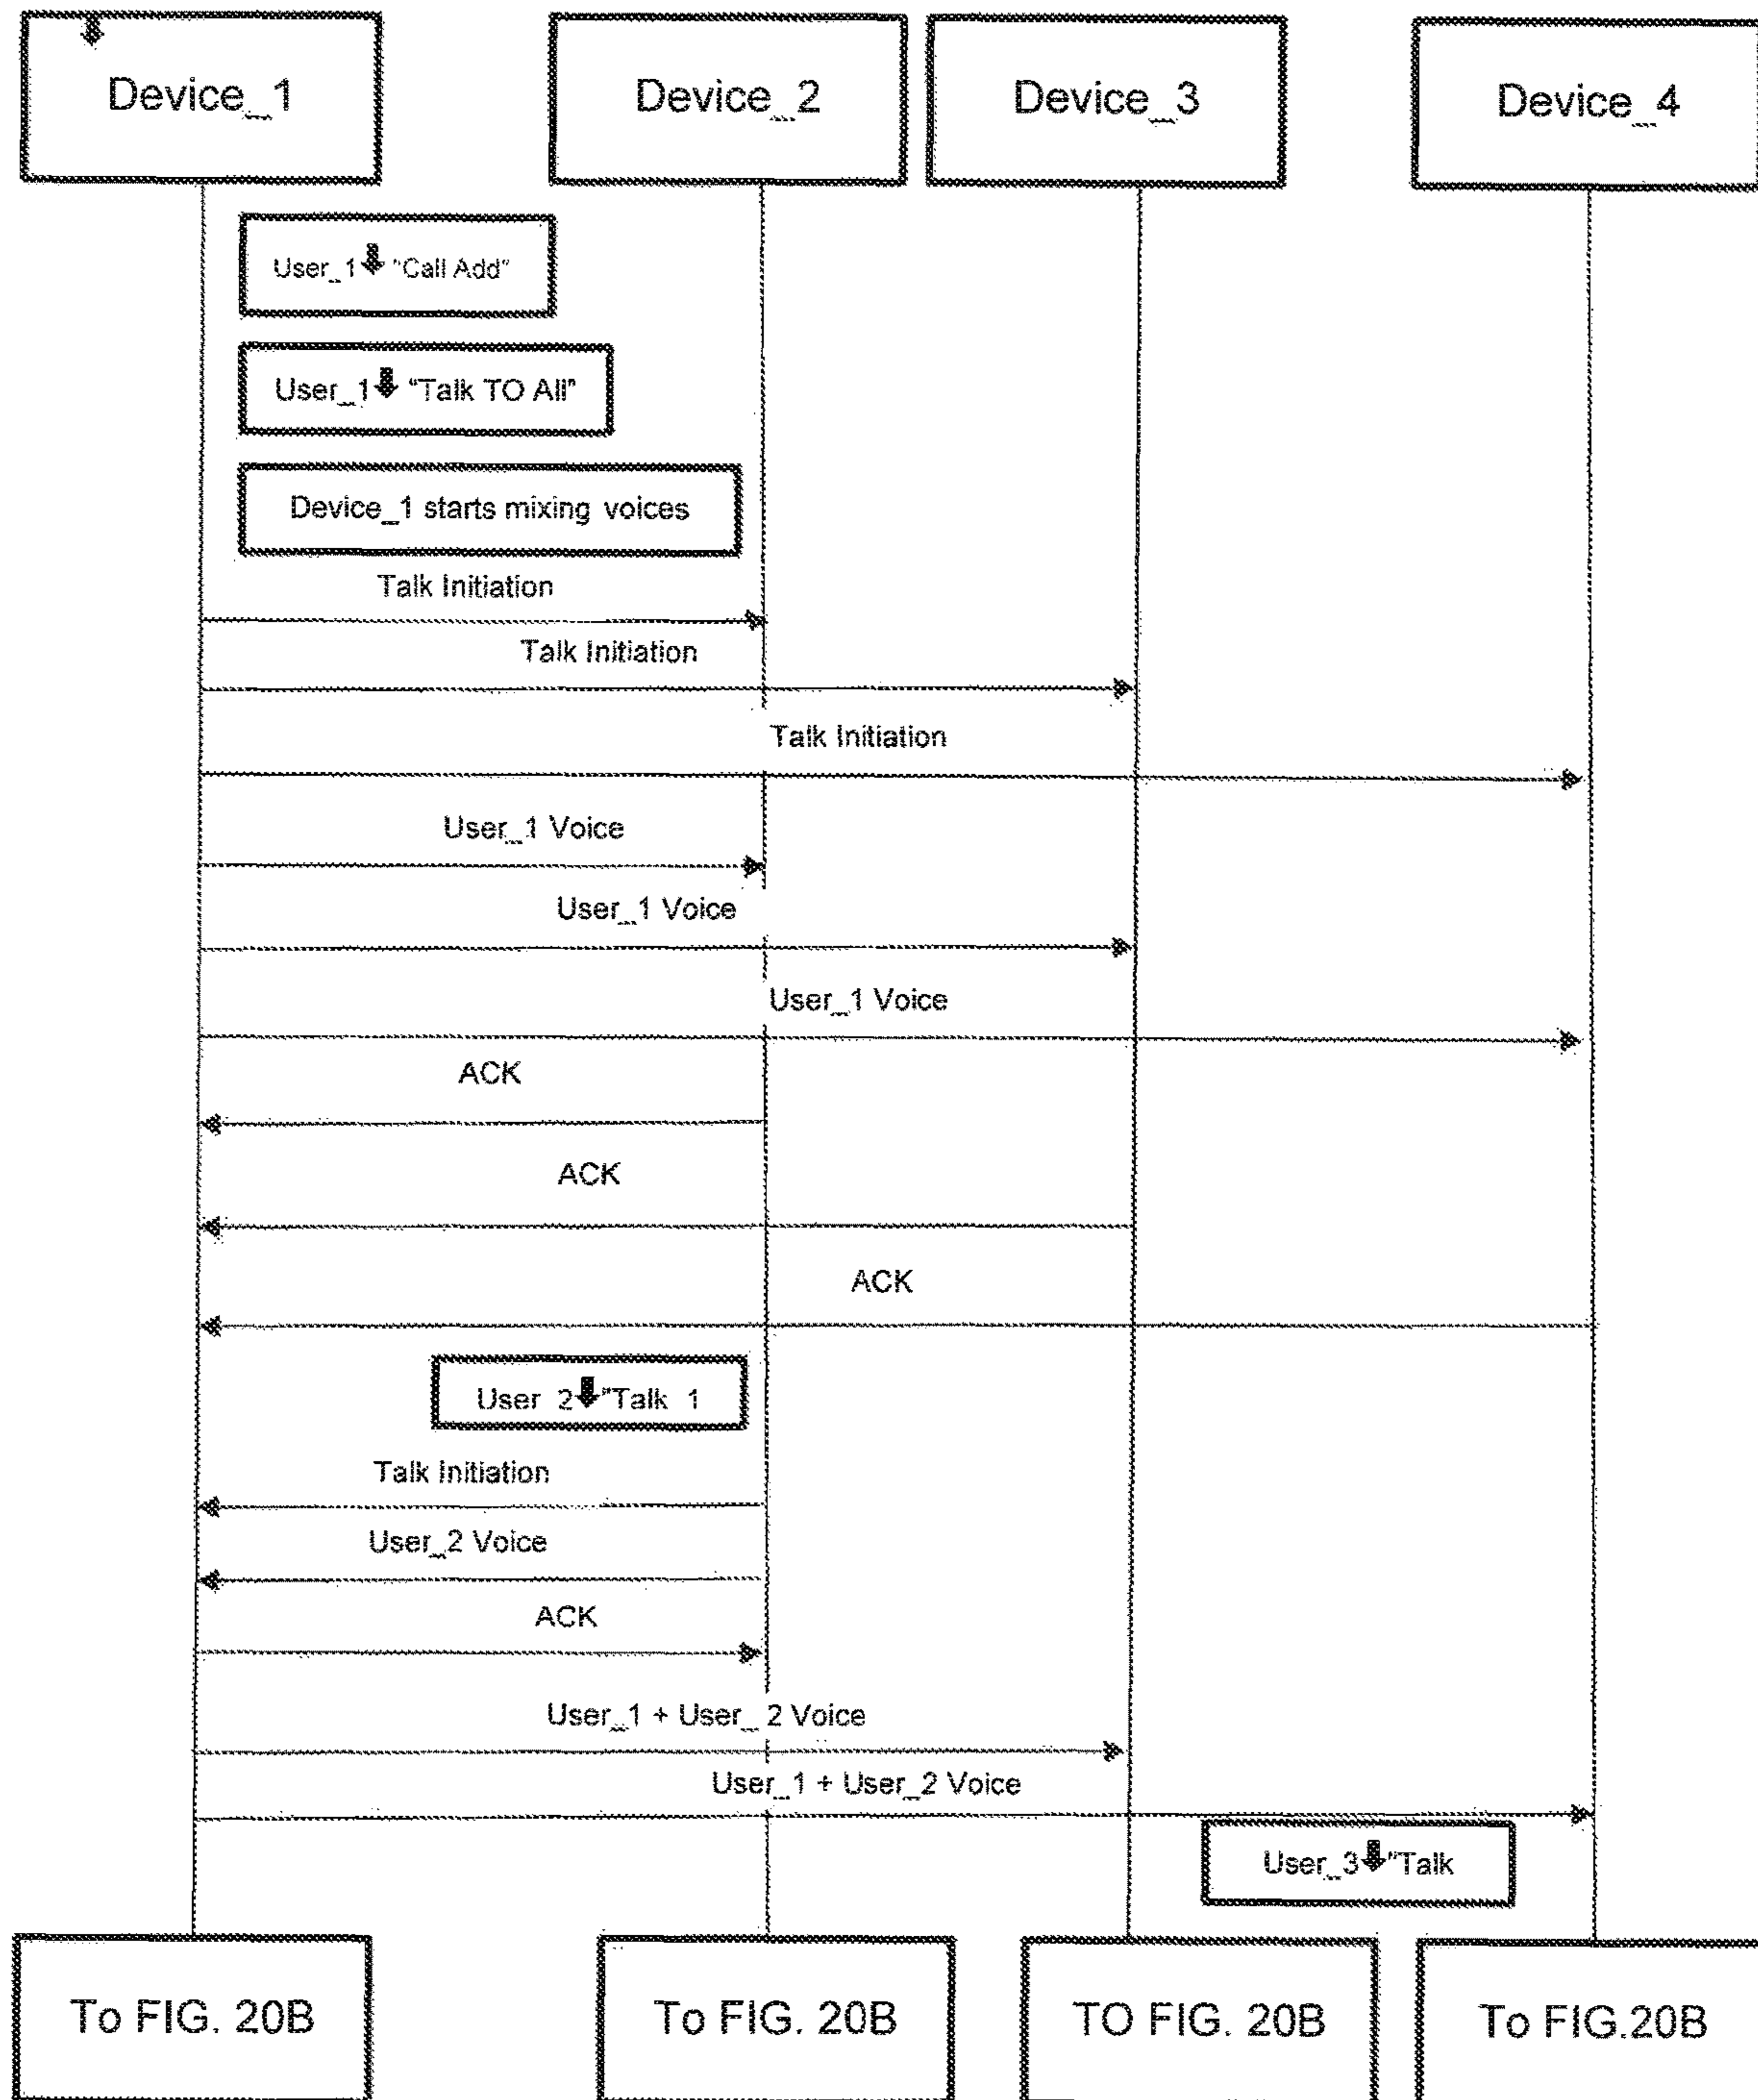 Device_1
Device_2
Device_3
Device_4
User_1 "Call Add"
User_1 "Talk TO All"
Device_1 starts mixing voices
Talk Initiation
Talk Initiation
Talk Initiation
User_1 Voice
User_1 Voice
User_1 Voice
ACK
ACK
ACK
User 2 "Talk 1
Talk Initiation
User_2 Voice
ACK
User_1 + User_ 2 Voice
User_1 + User_2 Voice
User_3 "Talk
To FIG. 20B
To FIG. 20B
TO FIG. 20B
To FIG.20B